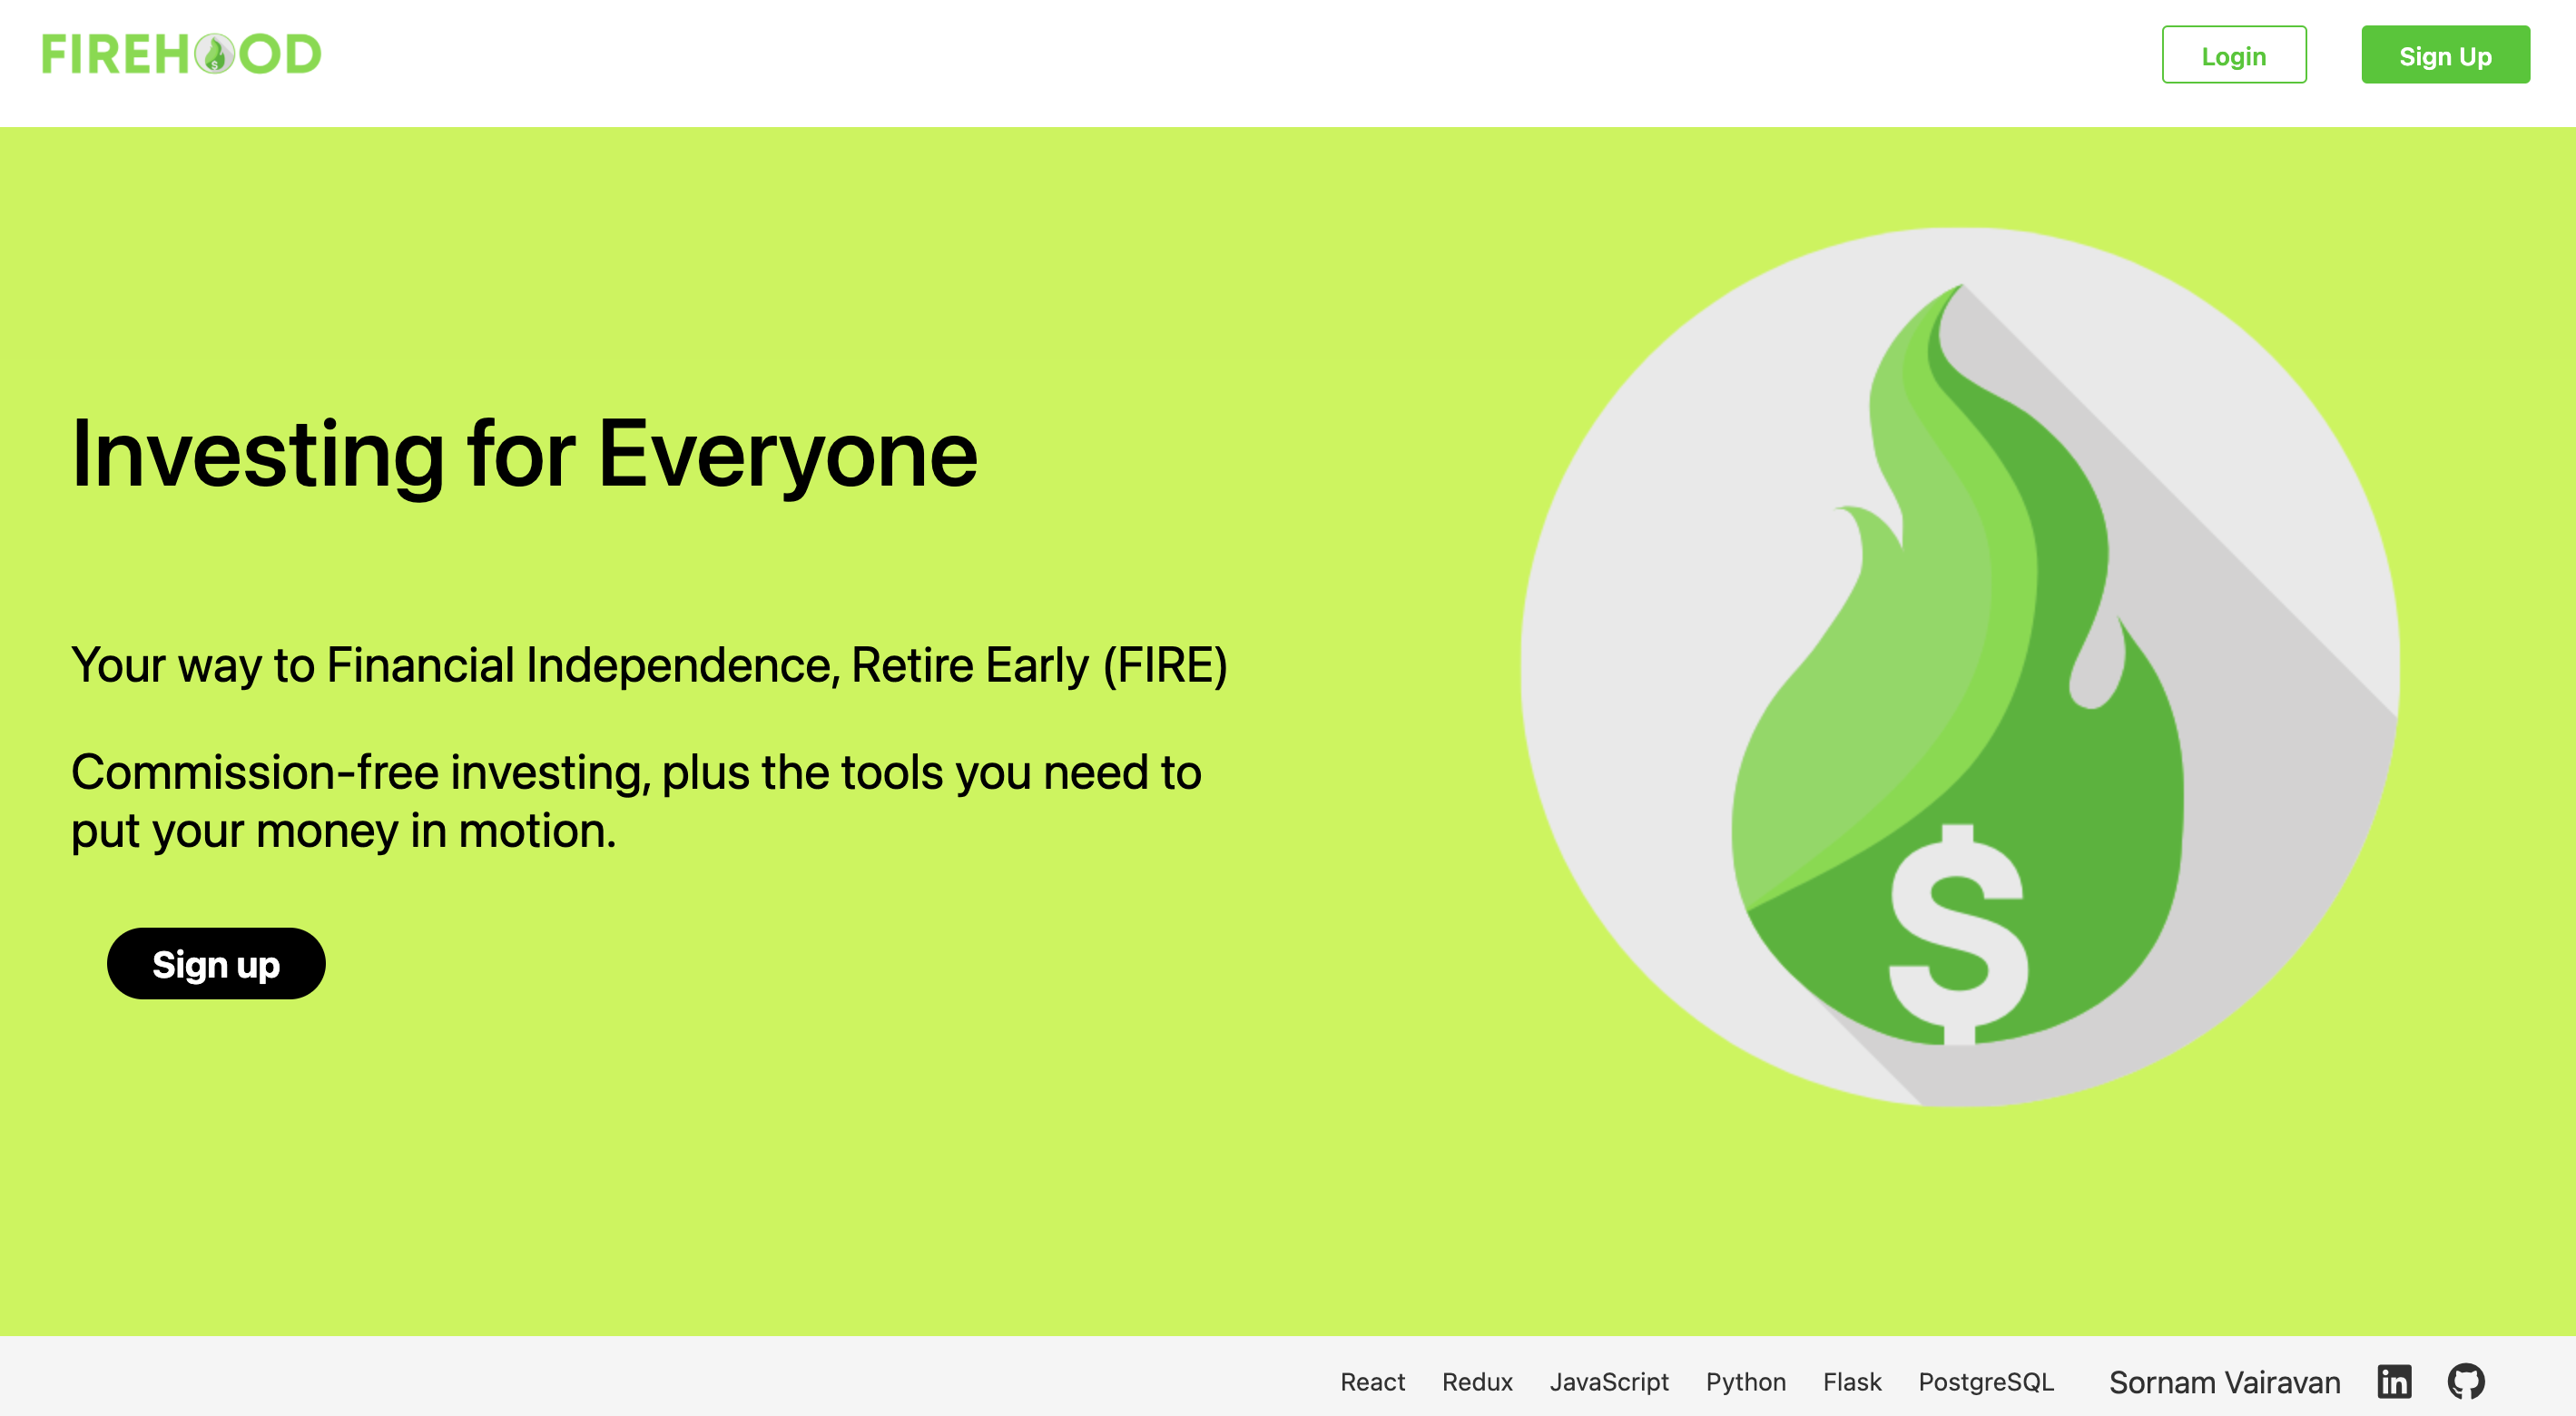 FIREHOOD
Login
Sign Up
Investing for Everyone
Your way to Financial Independence, Retire Early (FIRE)
Commission-free investing, plus the tools you need to
put your money in motion.
Sign up
$
React Redux JavaScript Python Flask PostgreSQL Sornam Vairavan in